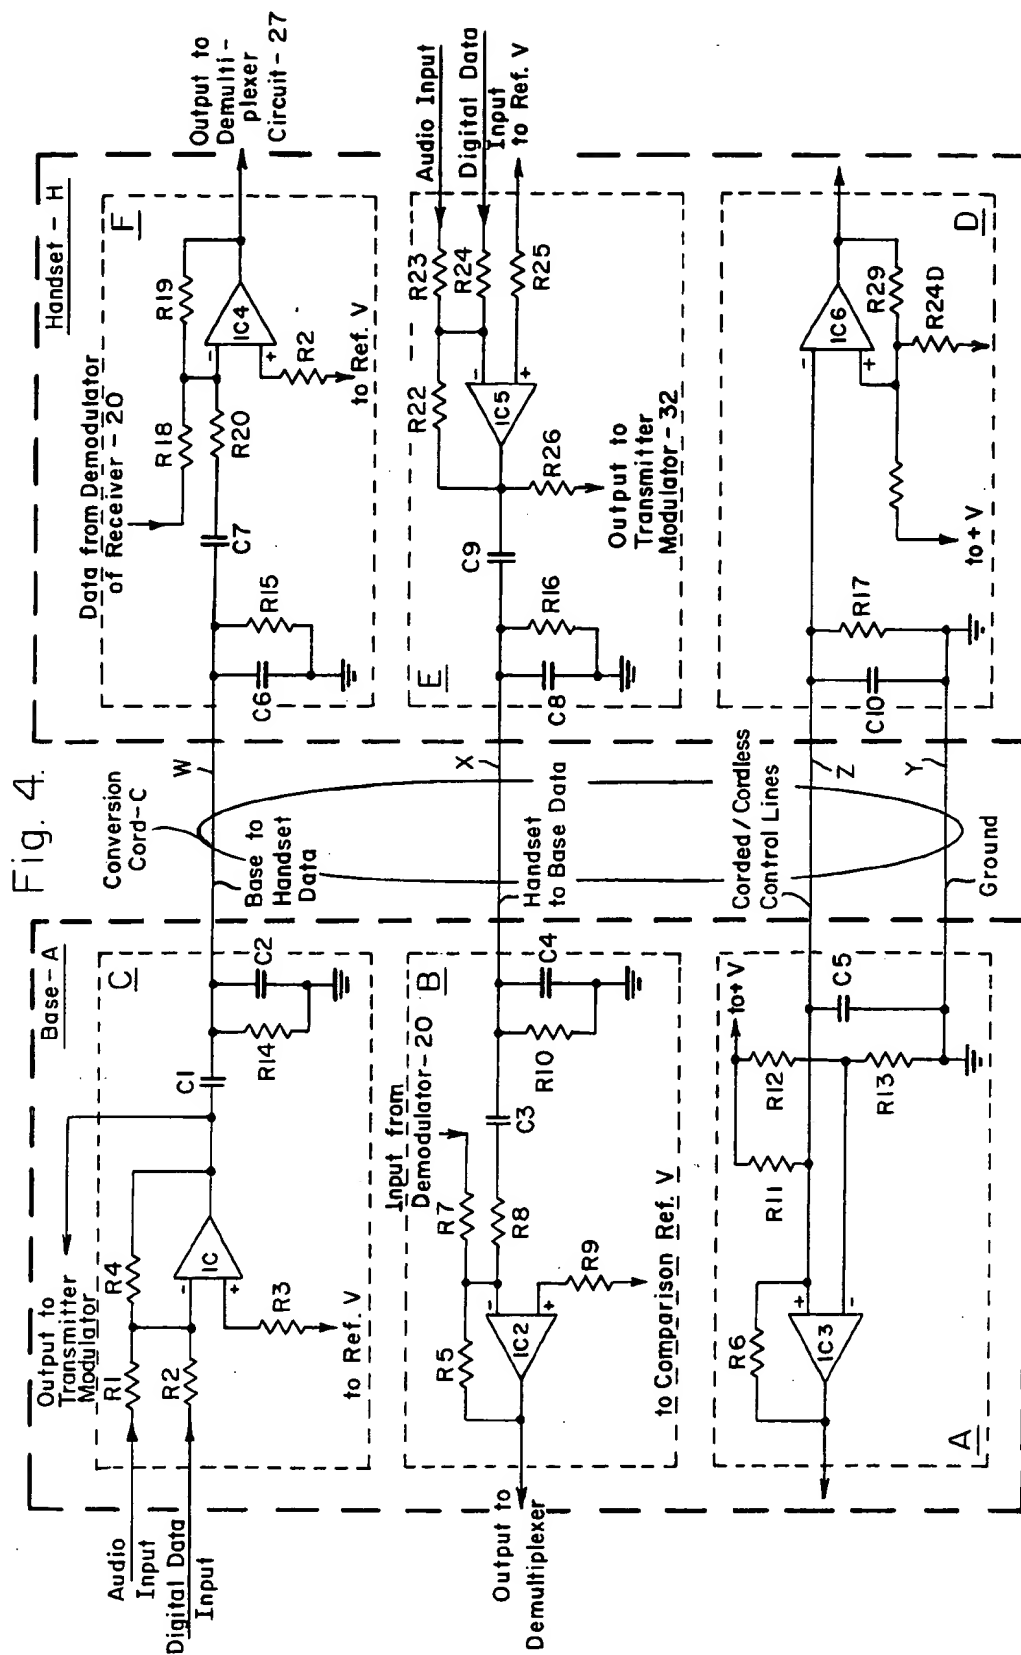 Fig. 4.
Base-A
Conversion
Cord-C
Handset-H
Output to
Transmitter
Modulator
Audio
Input
Digital Data
Input
R1
R2
R4
IC
-
+
R3
to Ref. V
C1
R14
C2
C
W
Base to
Handset
Data
Data from Demodulator
of Receiver-20
C6
R15
C7
R20
R18
R19
IC4
-
+
R2
to Ref. V
F
Output to
Demulti-
plexer
Circuit-27
Input from
Demodulator-20
Output to
Demultiplexer
R5
R7
R8
IC2
-
+
R9
to Comparison Ref. V
C3
R10
C4
B
X
Handset
to Base Data
E
C8
R16
C9
R22
R23
R24
IC5
-
+
R25
R26
Output to
Transmitter
Modulator-32
Audio Input
Digital Data
Input
to Ref. V
A
R6
IC3
+
-
R11
R12
R13
to+V
C5
Corded/Cordless
Control Lines
Z
Y
Ground
C10
R17
to+V
IC6
-
+
R29
R24D
D